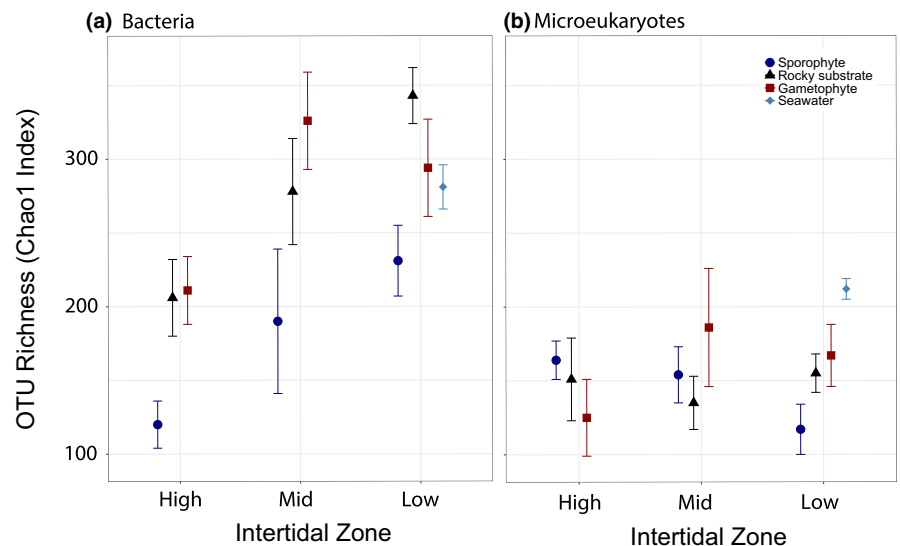 (a) Bacteria
(b) Microeukaryotes
Sporophyte
Rocky substrate
Gametophyte
Seawater
OTU Richness (Chao1 Index)
300
200
100
High Mid Low
High Mid Low
Intertidal Zone
Intertidal Zone